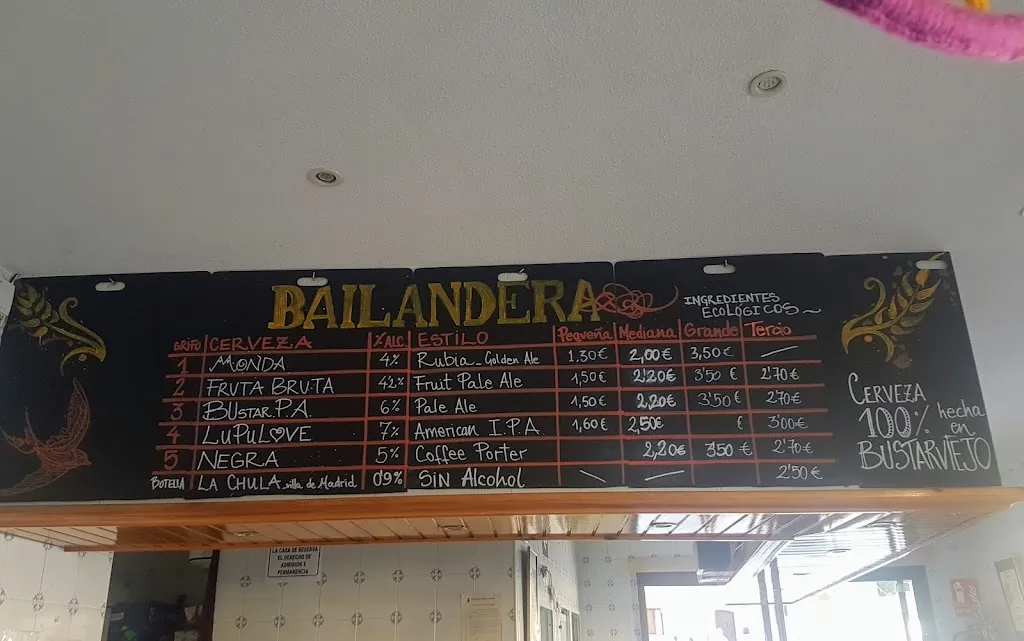 BAILANDERA
INGREDIENTES
ECOLÓGICOS
GRIFO CERVEZA %ALC. ESTILO Pequeña Mediana Grande Tercio
1 MONDA 4% Rubia - Golden Ale 1.30€ 2,00€ 3,50€ —
2 FRUTA BRUTA 4'2% Fruit Pale Ale 1,50€ 2'20€ 3'50€ 2'70€
3 BUSTAR.P.A. 6% Pale Ale 1,50€ 2,20€ 3'50€ 2'70€
4 LUPULOVE 7% American I.P.A. 1,60€ 2,50€ € 3'00€
5 NEGRA 5% Coffee Porter 2,20€ 3'50€ 2'70€
BOTELLA LA CHULA - villa de Madrid 0'9% SIN Alcohol — — 2'50€
CERVEZA
100% hecha
en
BUSTARVIEJO
LA CASA SE RESERVA
EL DERECHO DE
ADMISIÓN Y
PERMANENCIA